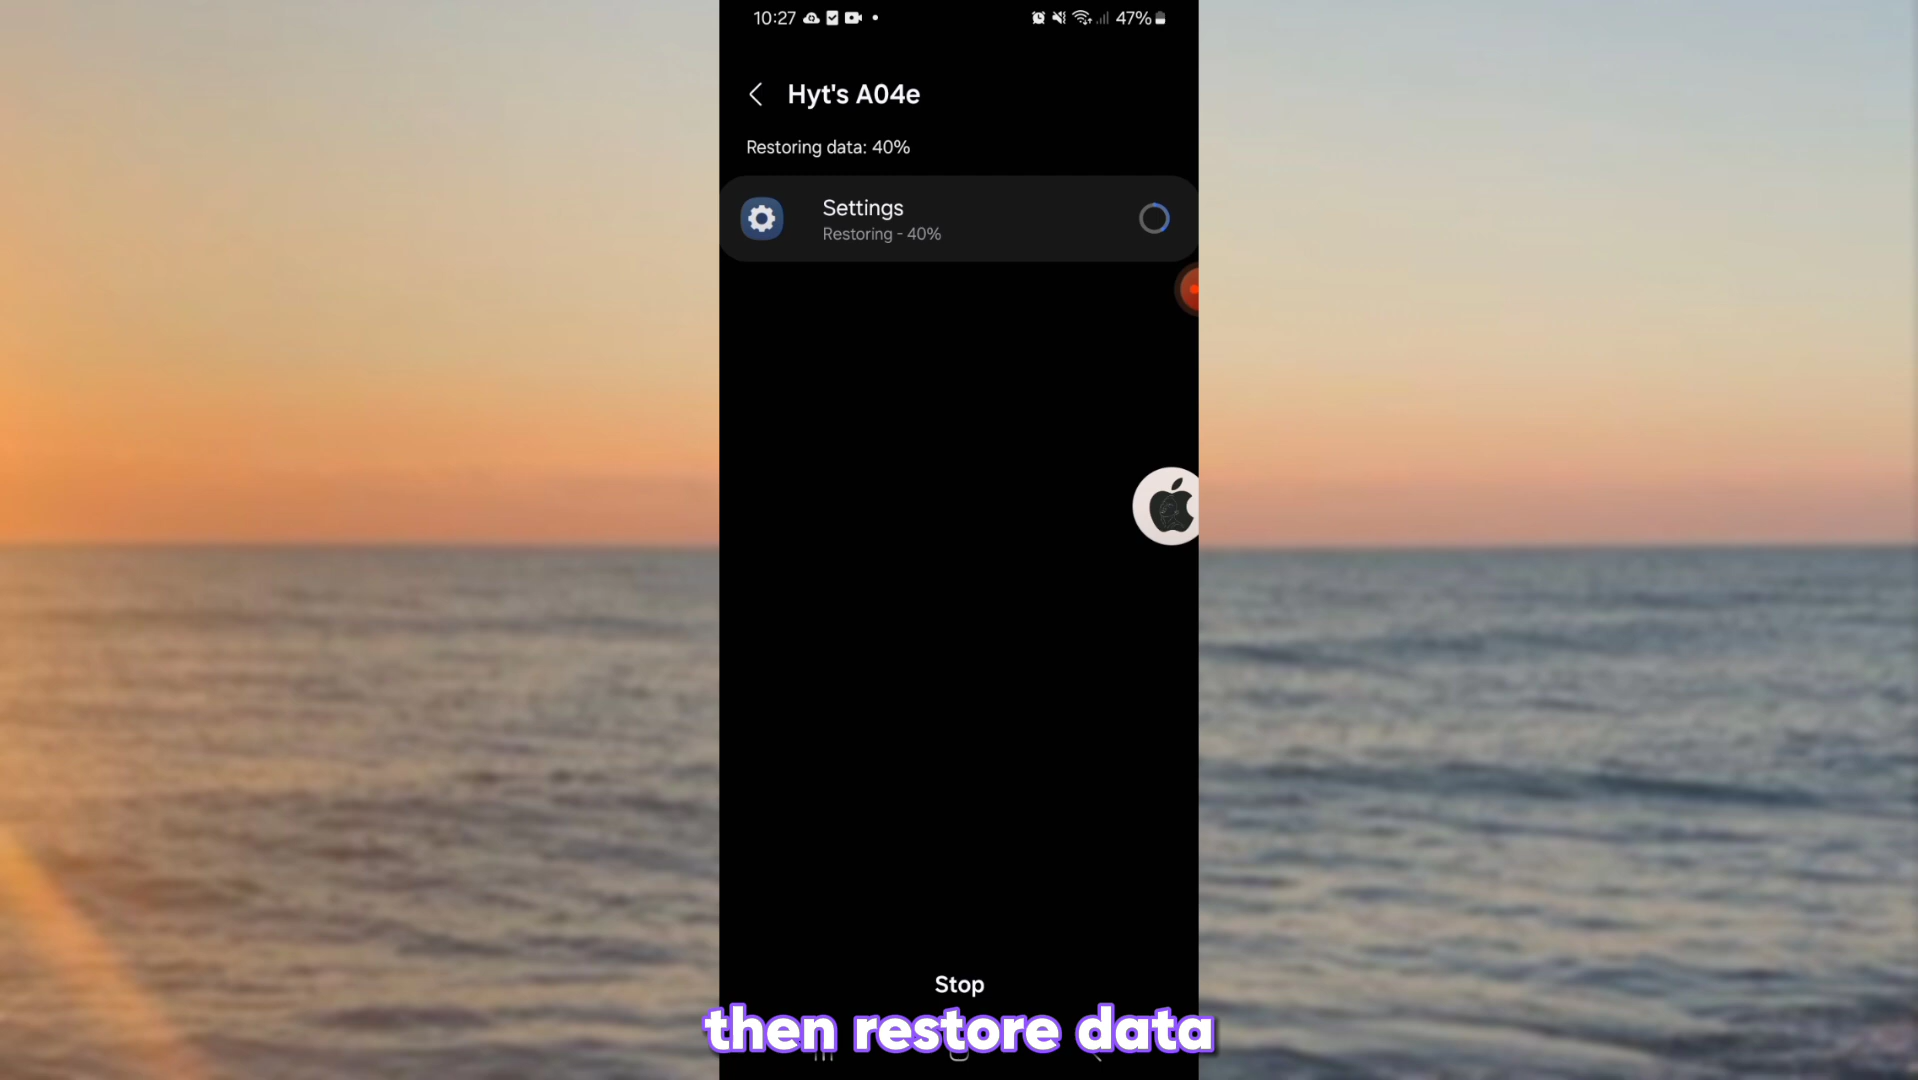 10:27
47%
Hyt's A04e
Restoring data: 40%
Settings
Restoring - 40%
Stop
then restore data